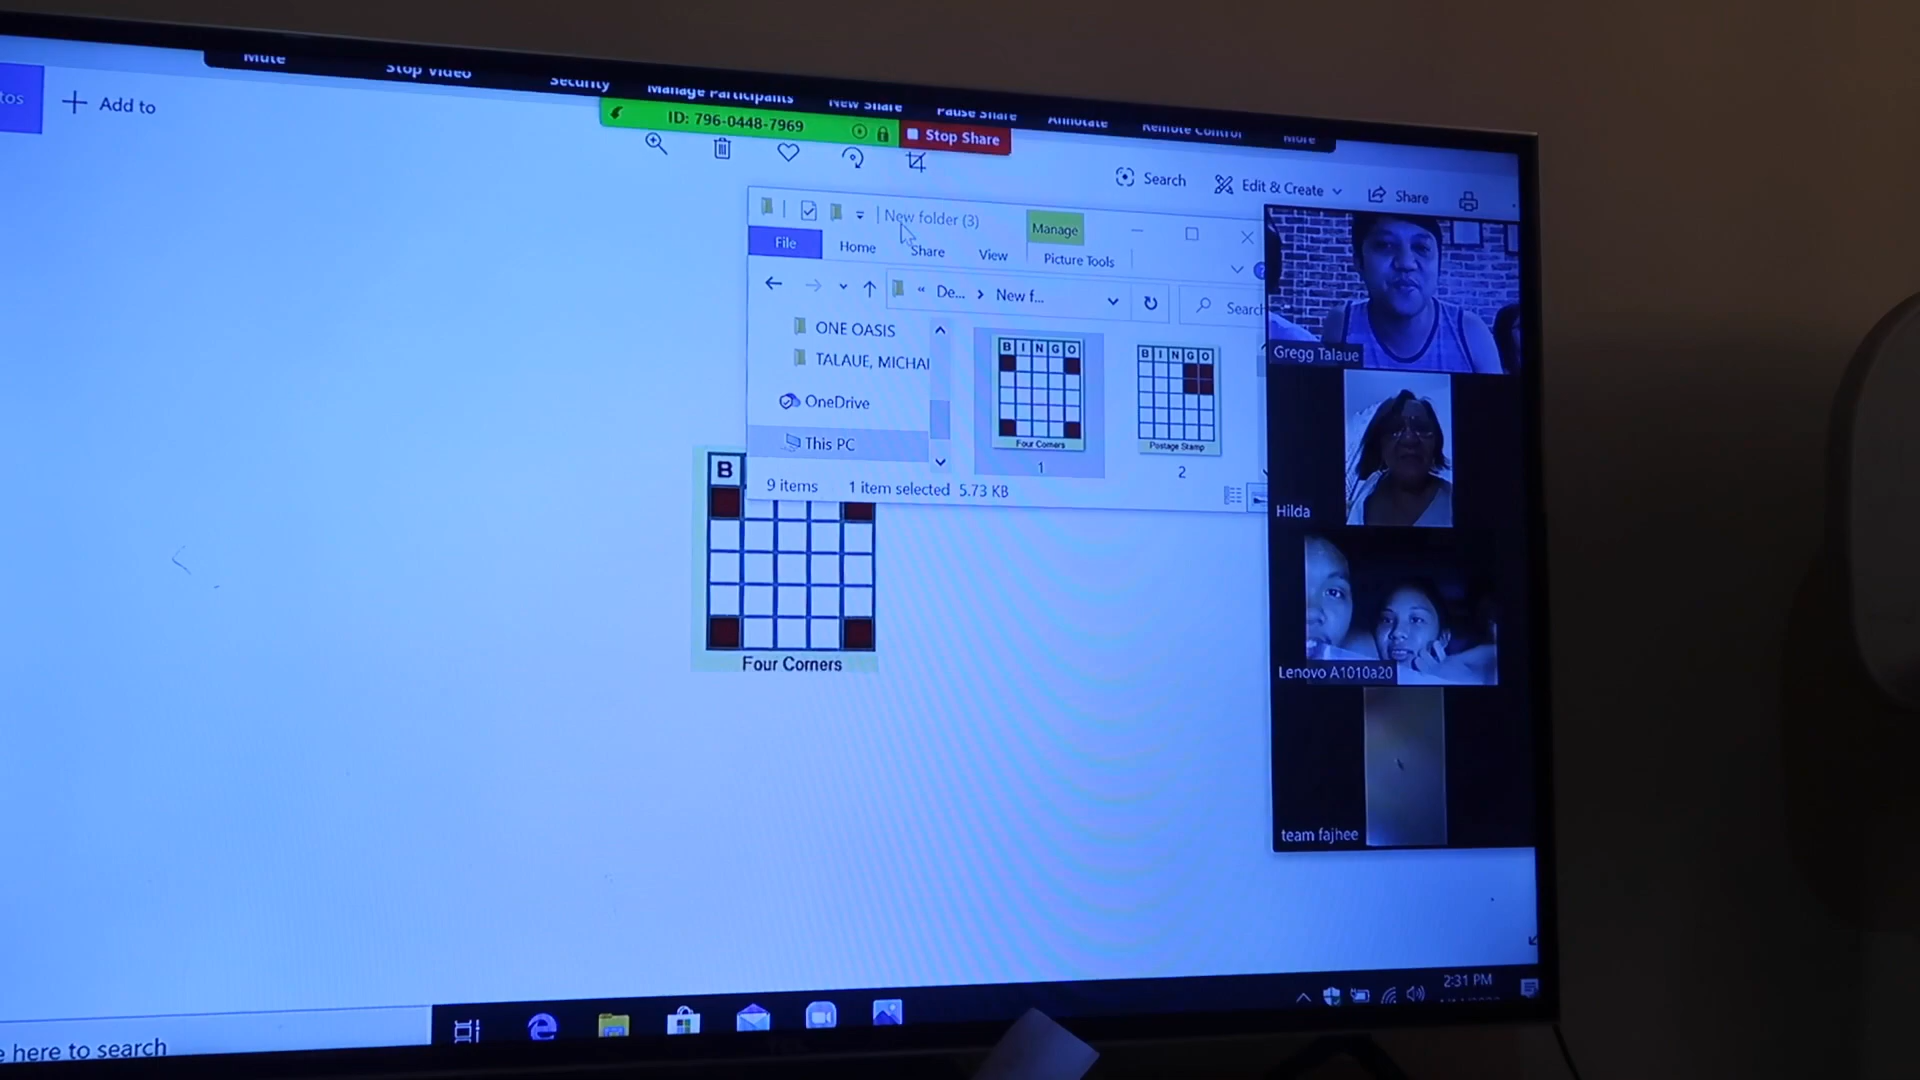 Mute Stop Video Security Manage Participants New Share Pause Share Annotate Remote Control More
tos + Add to
ID: 796-0448-7969 Stop Share
Search Edit & Create Share
New folder (3) Manage
File Home Share View Picture Tools
« De... > New f... Search
ONE OASIS
TALAUE, MICHAI
OneDrive
This PC
BINGO
Four Corners
1
BINGO
Postage Stamp
2
9 items 1 item selected 5.73 KB
B
Four Corners
Gregg Talaue
Hilda
Lenovo A1010a20
team fajhee
2:31 PM
e here to search